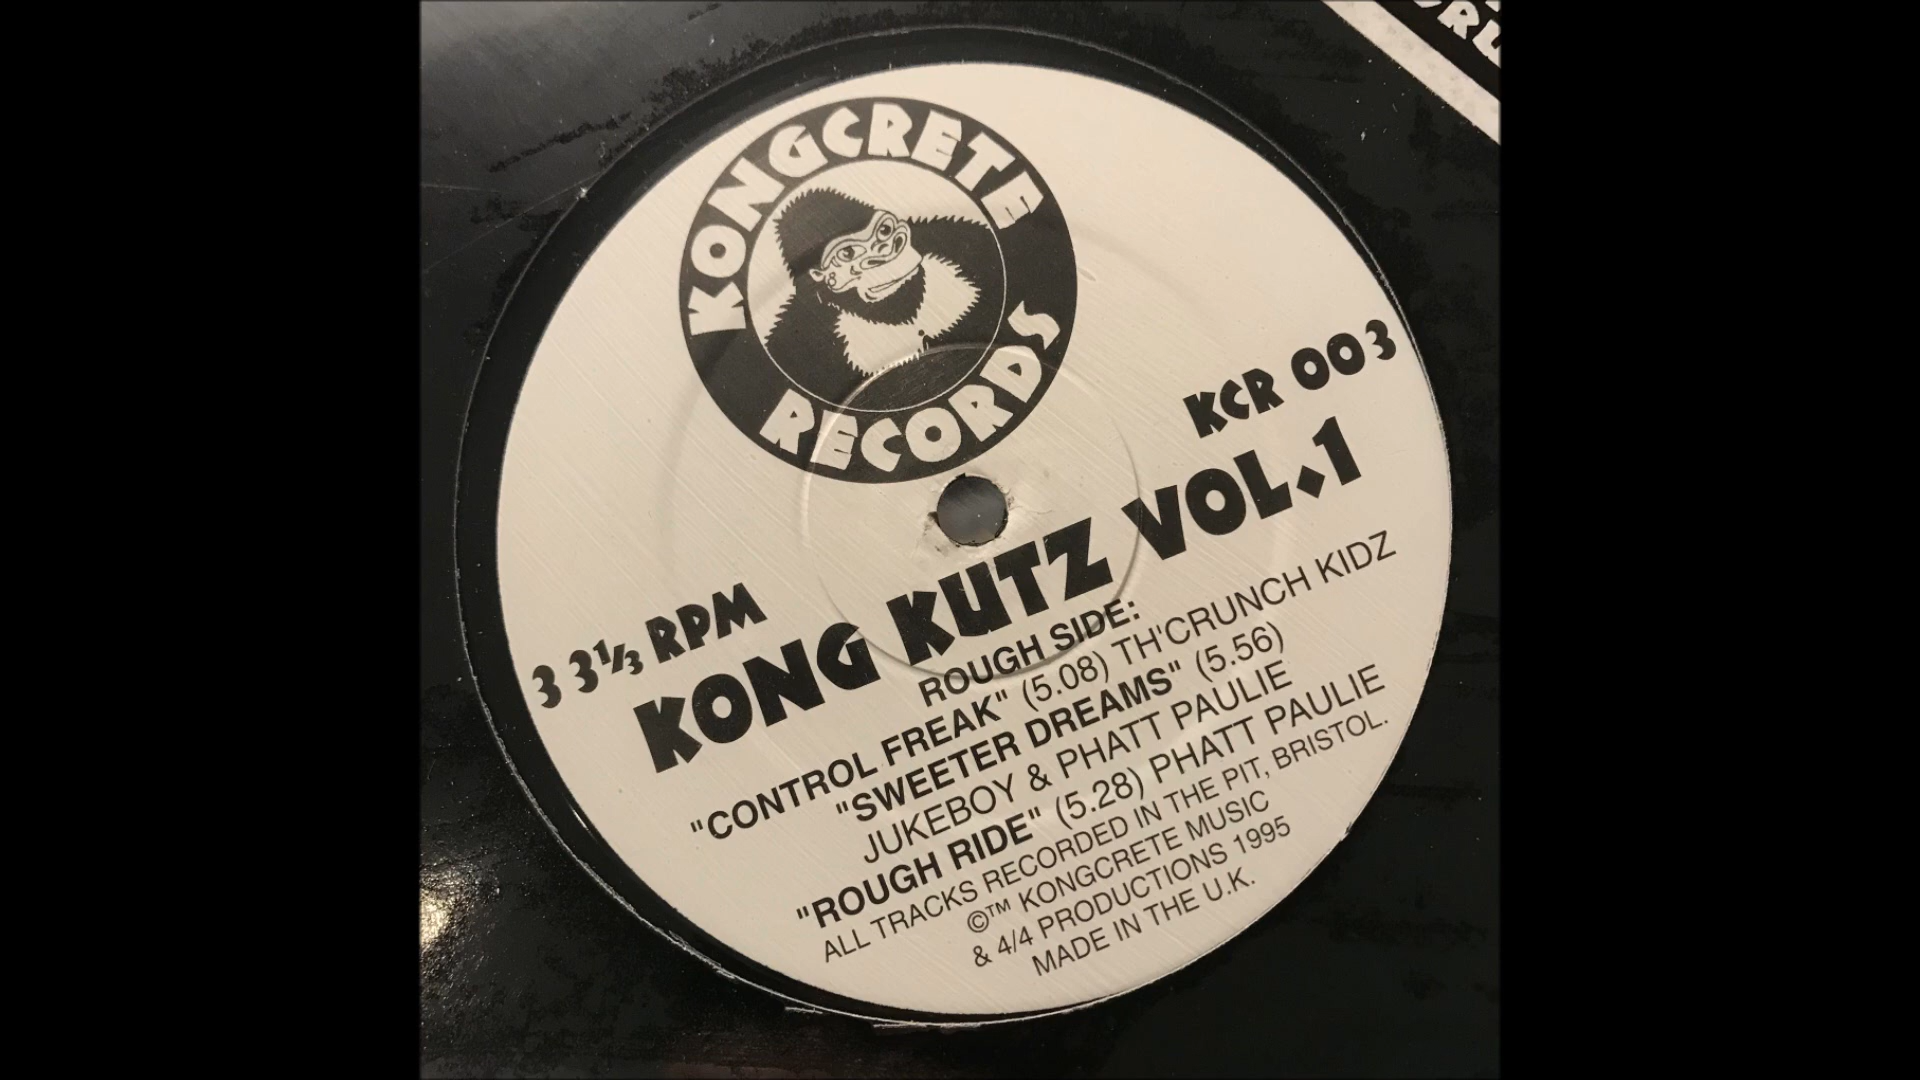 KONGCRETE
RECORDS
KCR 003
33⅓ RPM
KONG KUTZ VOL.1
ROUGH SIDE:
"CONTROL FREAK" (5.08) TH'CRUNCH KIDZ
"SWEETER DREAMS" (5.56)
JUKEBOY & PHATT PAULIE
"ROUGH RIDE" (5.28) PHATT PAULIE
ALL TRACKS RECORDED IN THE PIT, BRISTOL.
©™ KONGCRETE MUSIC
& 4/4 PRODUCTIONS 1995
MADE IN THE U.K.